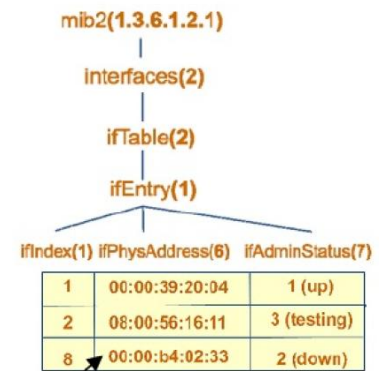 mib2(1.3.6.1.2.1)
interfaces(2)
ifTable(2)
ifEntry(1)
ifIndex(1) ifPhysAddress(6) ifAdminStatus(7)
1 00:00:39:20:04 1 (up)
2 08:00:56:16:11 3 (testing)
8 00:00:b4:02:33 2 (down)